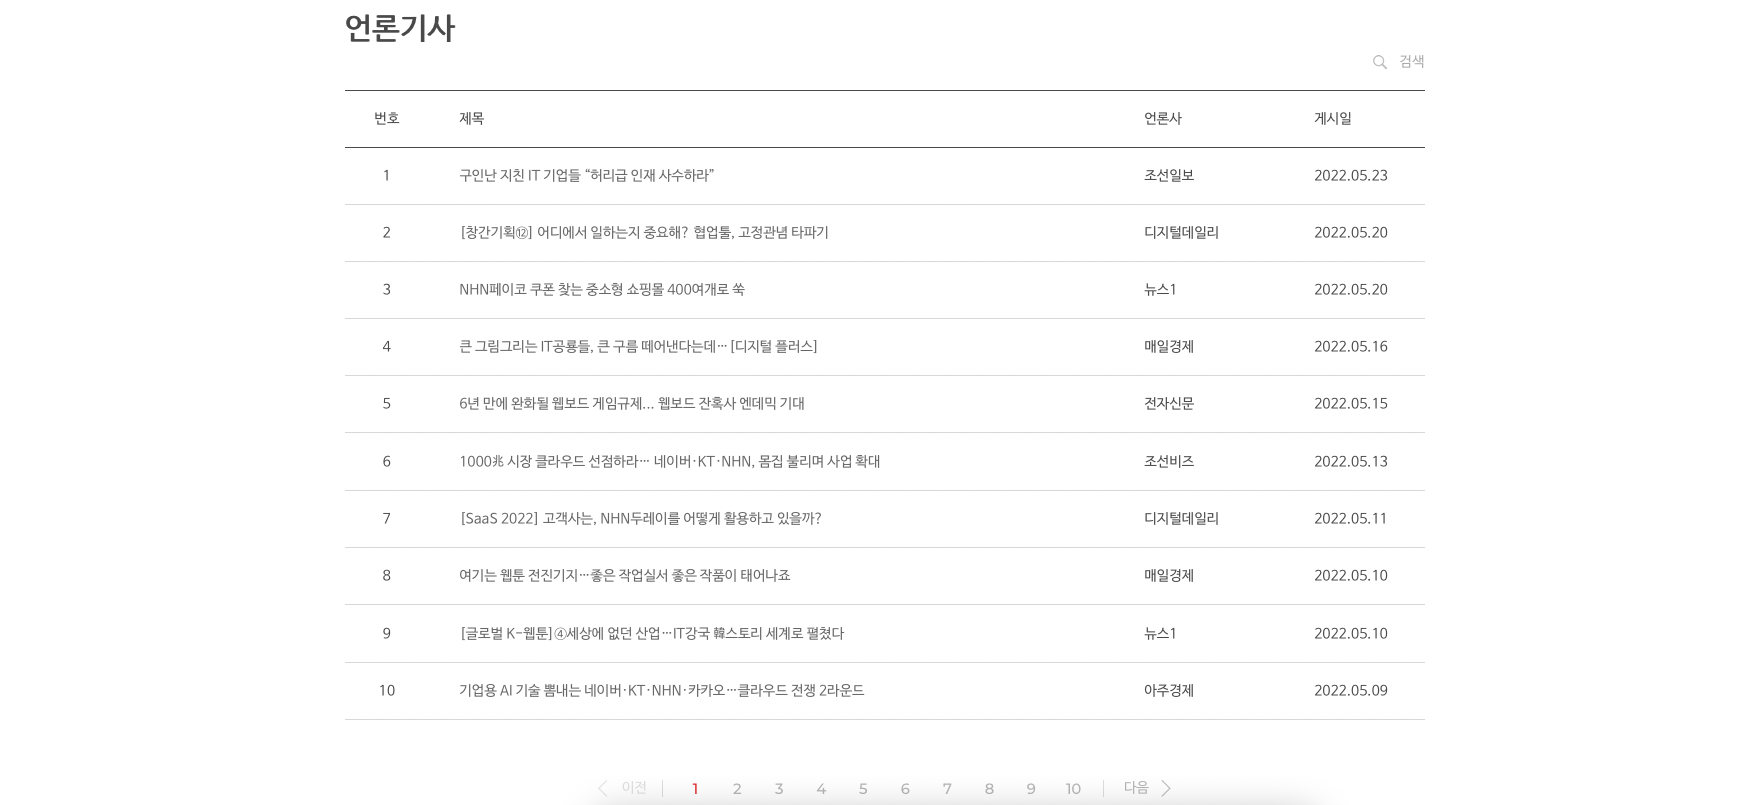 언론기사
검색
번호 제목 언론사 게시일
1 구인난 지친 IT 기업들 “허리급 인재 사수하라” 조선일보 2022.05.23
2 [창간기획⑫] 어디에서 일하는지 중요해? 협업툴, 고정관념 타파기 디지털데일리 2022.05.20
3 NHN페이코 쿠폰 찾는 중소형 쇼핑몰 400여개로 쑥 뉴스1 2022.05.20
4 큰 그림그리는 IT공룡들, 큰 구름 떼어낸다는데…[디지털 플러스] 매일경제 2022.05.16
5 6년 만에 완화될 웹보드 게임규제... 웹보드 잔혹사 엔데믹 기대 전자신문 2022.05.15
6 1000兆 시장 클라우드 선점하라… 네이버·KT·NHN, 몸집 불리며 사업 확대 조선비즈 2022.05.13
7 [SaaS 2022] 고객사는, NHN두레이를 어떻게 활용하고 있을까? 디지털데일리 2022.05.11
8 여기는 웹툰 전진기지…좋은 작업실서 좋은 작품이 태어나죠 매일경제 2022.05.10
9 [글로벌 K-웹툰]④세상에 없던 산업…IT강국 韓스토리 세계로 펼쳤다 뉴스1 2022.05.10
10 기업용 AI 기술 뽐내는 네이버·KT·NHN·카카오…클라우드 전쟁 2라운드 아주경제 2022.05.09
이전 1 2 3 4 5 6 7 8 9 10 다음